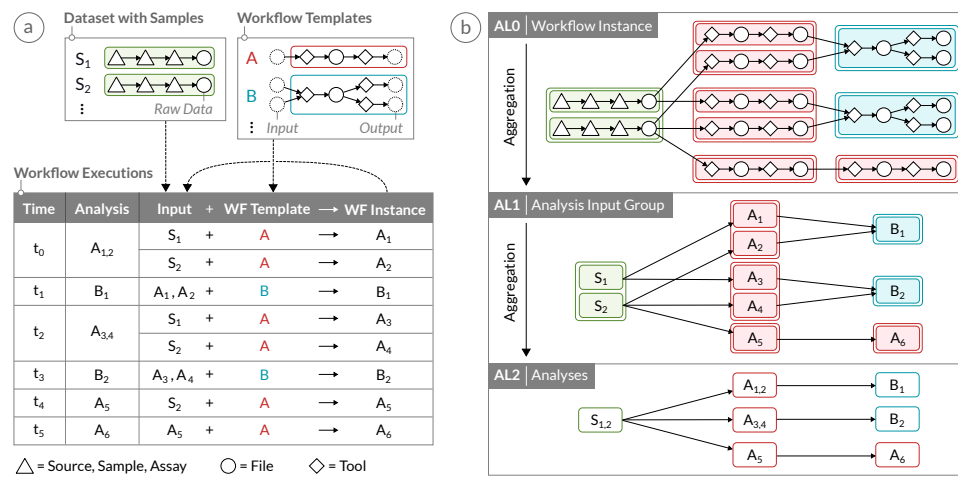 a
Dataset with Samples
S1
S2
⋮
Raw Data
Workflow Templates
A
B
⋮
Input
Output
Workflow Executions
Time Analysis Input + WF Template → WF Instance
t0 A1,2 S1 + A → A1
S2 + A → A2
t1 B1 A1, A2 + B → B1
t2 A3,4 S1 + A → A3
S2 + A → A4
t3 B2 A3, A4 + B → B2
t4 A5 S2 + A → A5
t5 A6 A5 + A → A6
= Source, Sample, Assay = File = Tool
b
AL0 Workflow Instance
Aggregation
AL1 Analysis Input Group
A1
B1
A2
S1
A3
S2
B2
A4
A5 A6
Aggregation
AL2 Analyses
A1,2 B1
S1,2 A3,4 B2
A5 A6